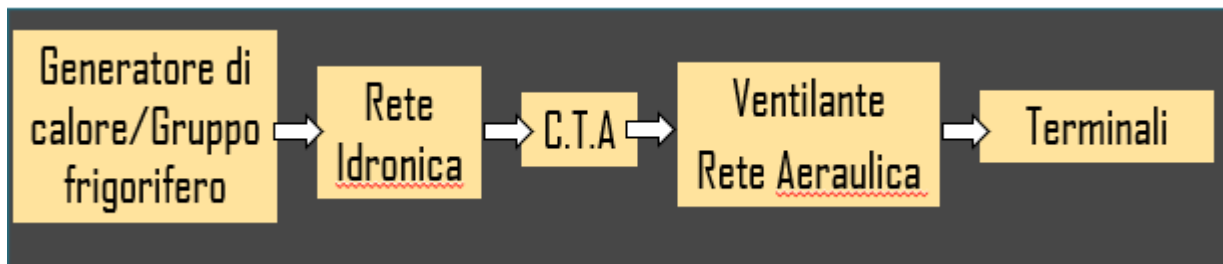 Generatore di
calore/Gruppo
frigorifero
Rete
Idronica
C.T.A
Ventilante
Rete Aeraulica
Terminali